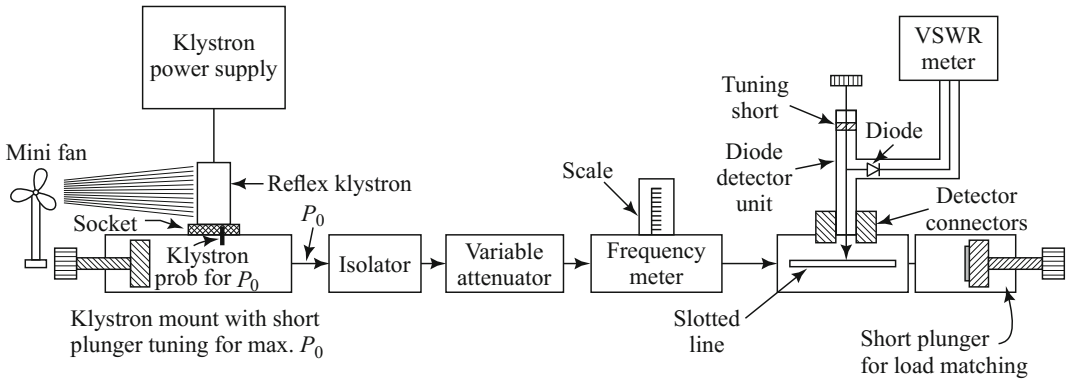 Klystron
power supply
VSWR
meter
Tuning
short
Diode
Mini fan
Diode
detector
unit
Reflex klystron
Scale
Detector
connectors
Socket
P₀
Klystron
prob for P₀
Isolator
Variable
attenuator
Frequency
meter
Slotted
line
Klystron mount with short
plunger tuning for max. P₀
Short plunger
for load matching